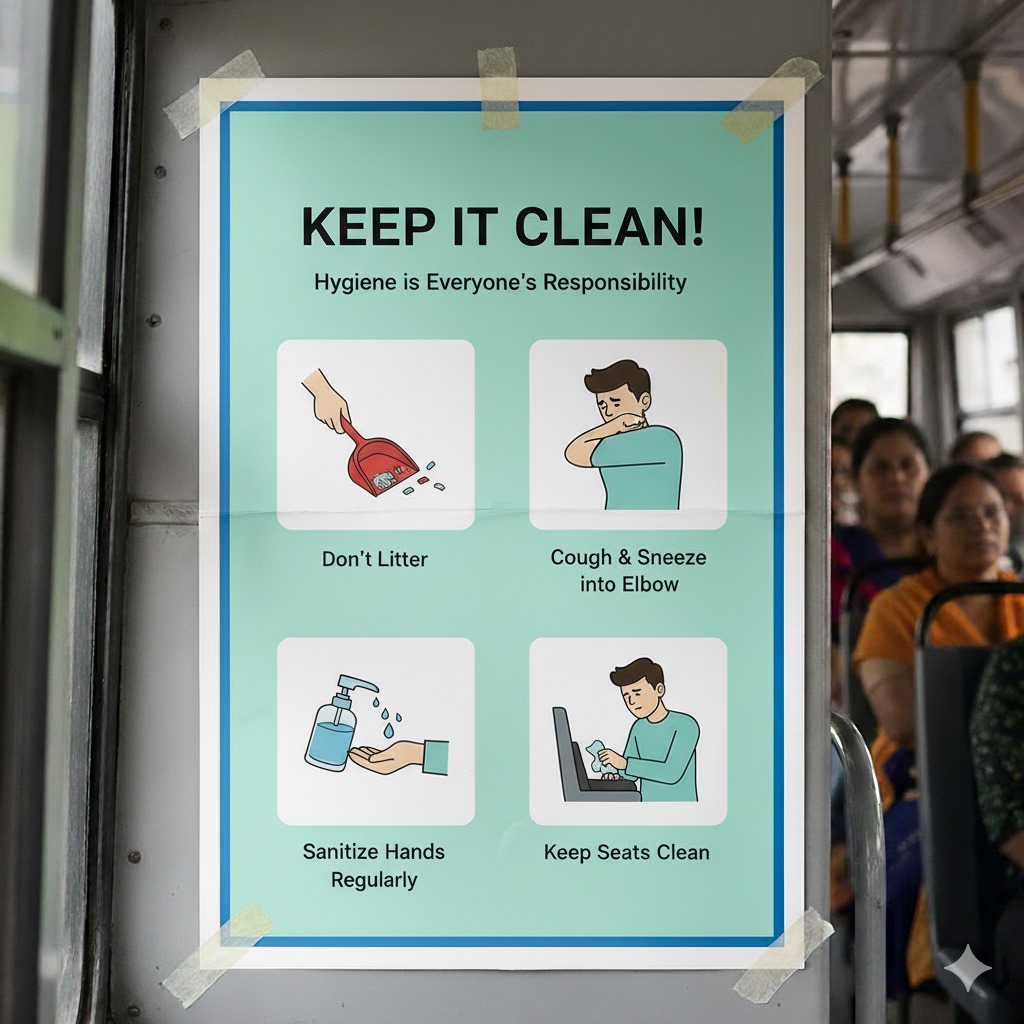 KEEP IT CLEAN!
Hygiene is Everyone's Responsibility
Don't Litter
Cough & Sneeze
into Elbow
Sanitize Hands
Regularly
Keep Seats Clean